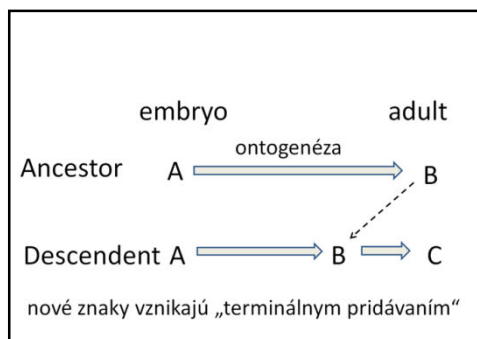 embryo adult
ontogenéza
Ancestor A B
Descendent A B C
nové znaky vznikajú „terminálnym pridávaním“